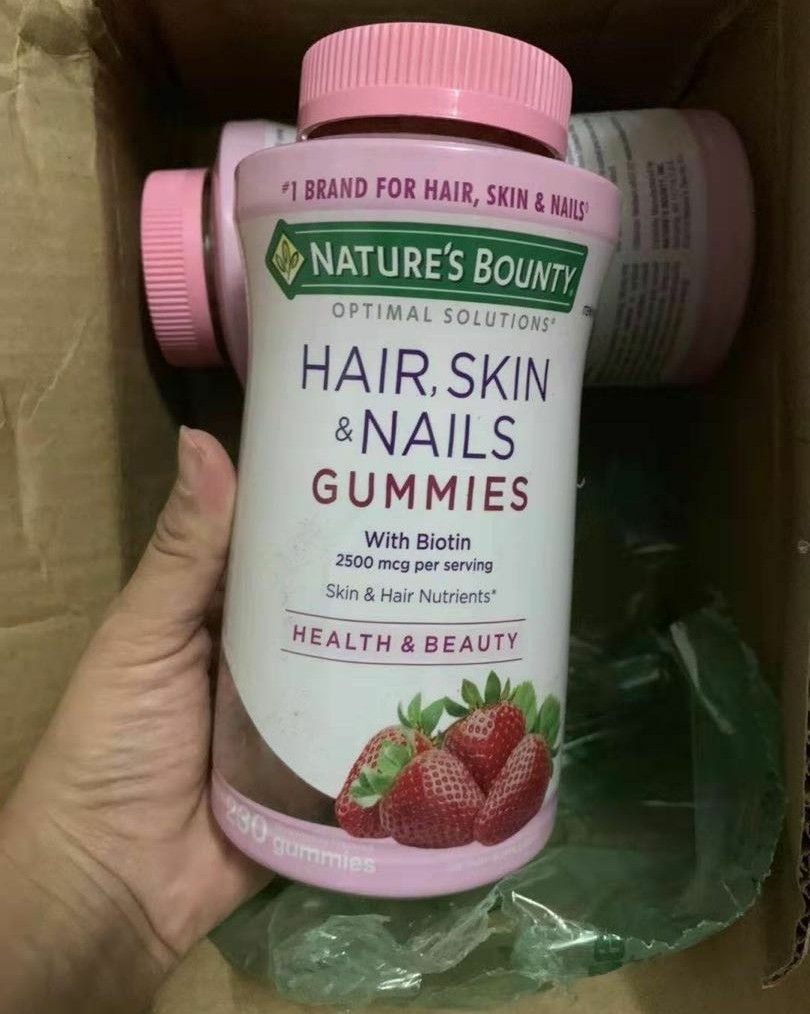 #1 BRAND FOR HAIR, SKIN & NAILS
NATURE'S BOUNTY®
OPTIMAL SOLUTIONS®
HAIR, SKIN
& NAILS
GUMMIES
With Biotin
2500 mcg per serving
Skin & Hair Nutrients*
HEALTH & BEAUTY
230 gummies